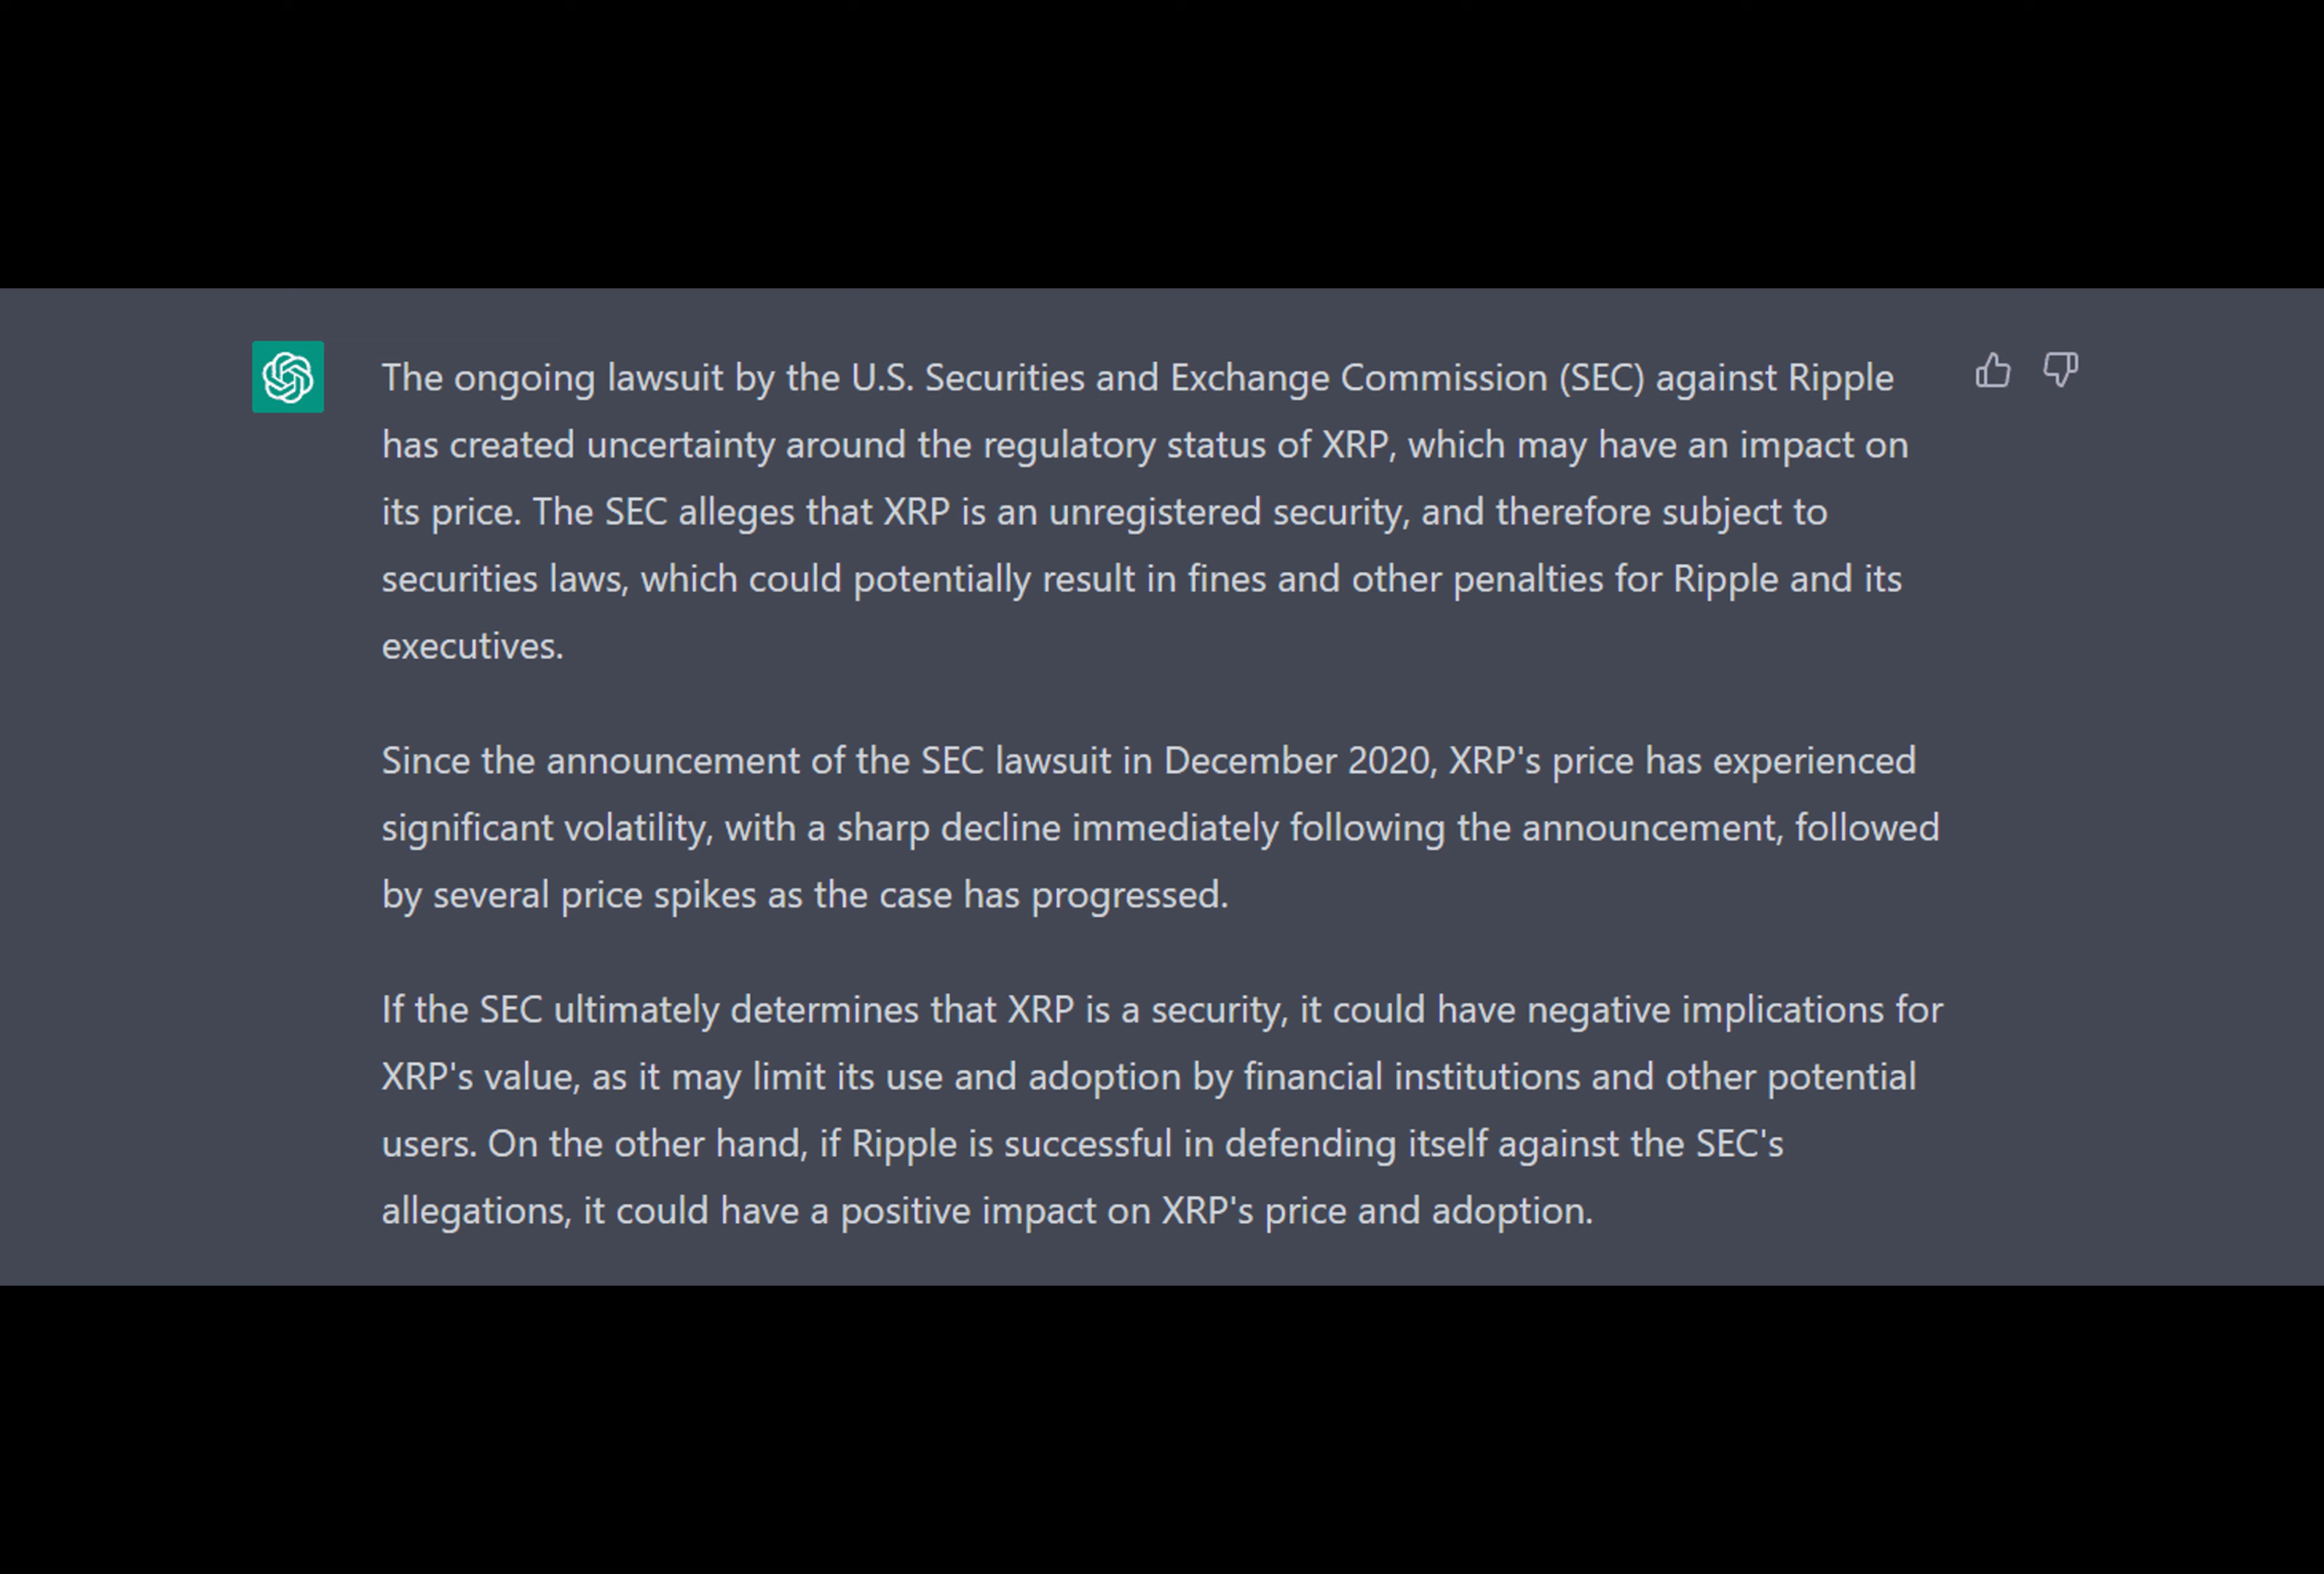 The ongoing lawsuit by the U.S. Securities and Exchange Commission (SEC) against Ripple
has created uncertainty around the regulatory status of XRP, which may have an impact on
its price. The SEC alleges that XRP is an unregistered security, and therefore subject to
securities laws, which could potentially result in fines and other penalties for Ripple and its
executives.
Since the announcement of the SEC lawsuit in December 2020, XRP's price has experienced
significant volatility, with a sharp decline immediately following the announcement, followed
by several price spikes as the case has progressed.
If the SEC ultimately determines that XRP is a security, it could have negative implications for
XRP's value, as it may limit its use and adoption by financial institutions and other potential
users. On the other hand, if Ripple is successful in defending itself against the SEC's
allegations, it could have a positive impact on XRP's price and adoption.